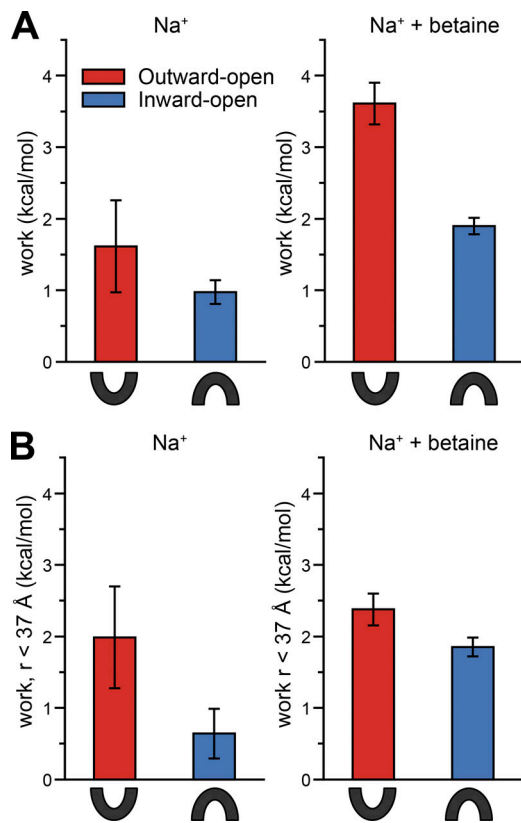 A
Na⁺
Na⁺ + betaine
work (kcal/mol)
4
3
2
1
0
Outward-open
Inward-open
work (kcal/mol)
4
3
2
1
0
B
Na⁺
Na⁺ + betaine
work, r < 37 Å (kcal/mol)
4
3
2
1
0
work r < 37 Å (kcal/mol)
4
3
2
1
0